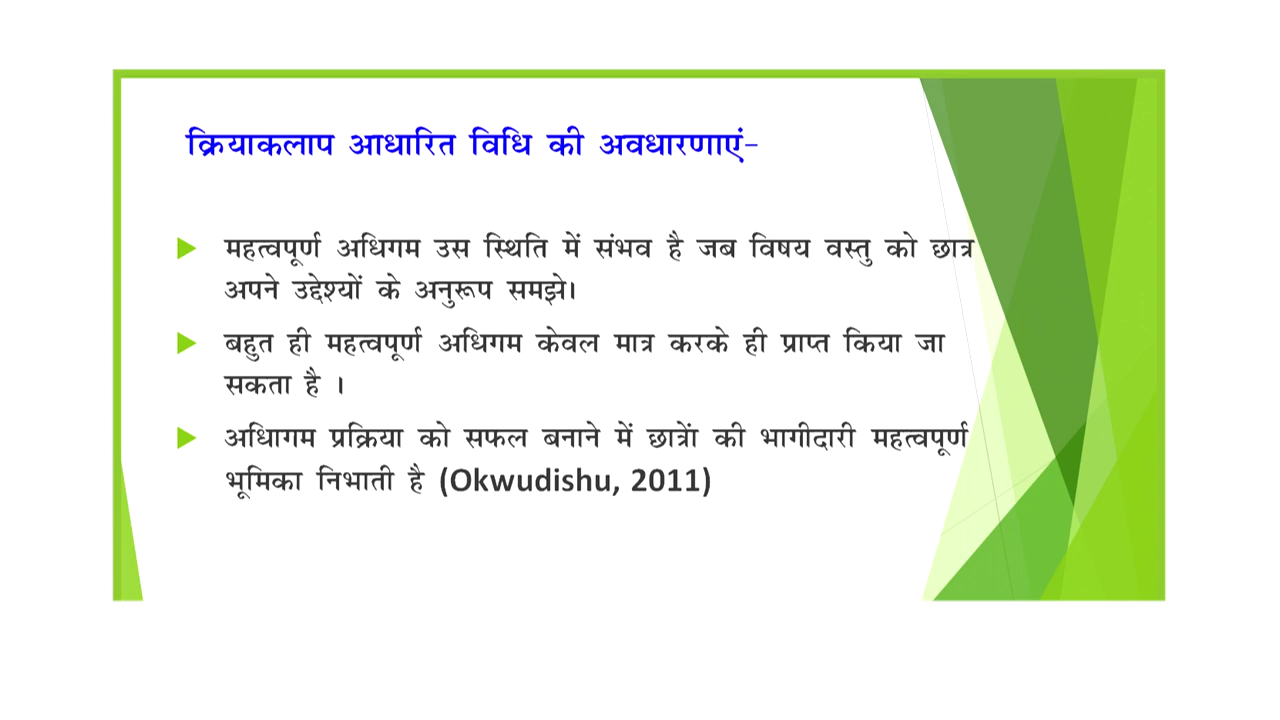 क्रियाकलाप आधारित विधि की अवधारणाएं-
महत्वपूर्ण अधिगम उस स्थिति में संभव है जब विषय वस्तु को छात्र
अपने उद्देश्यों के अनुरूप समझे।
बहुत ही महत्वपूर्ण अधिगम केवल मात्र करके ही प्राप्त किया जा
सकता है ।
अधिागम प्रक्रिया को सफल बनाने में छात्रेां की भागीदारी महत्वपूर्ण
भूमिका निभाती है (Okwudishu, 2011)